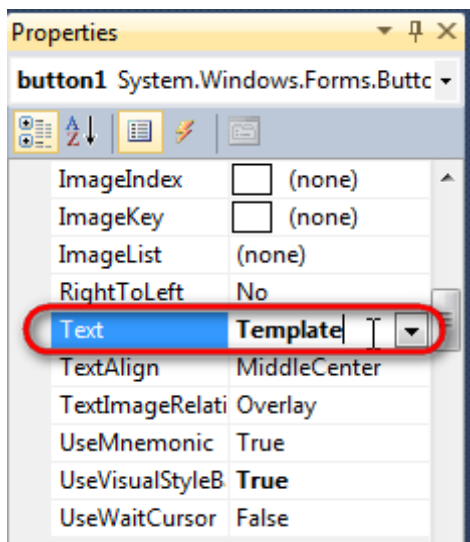 Properties
button1 System.Windows.Forms.Buttc
ImageIndex (none)
ImageKey (none)
ImageList (none)
RightToLeft No
Text Template
TextAlign MiddleCenter
TextImageRelati Overlay
UseMnemonic True
UseVisualStyleB True
UseWaitCursor False